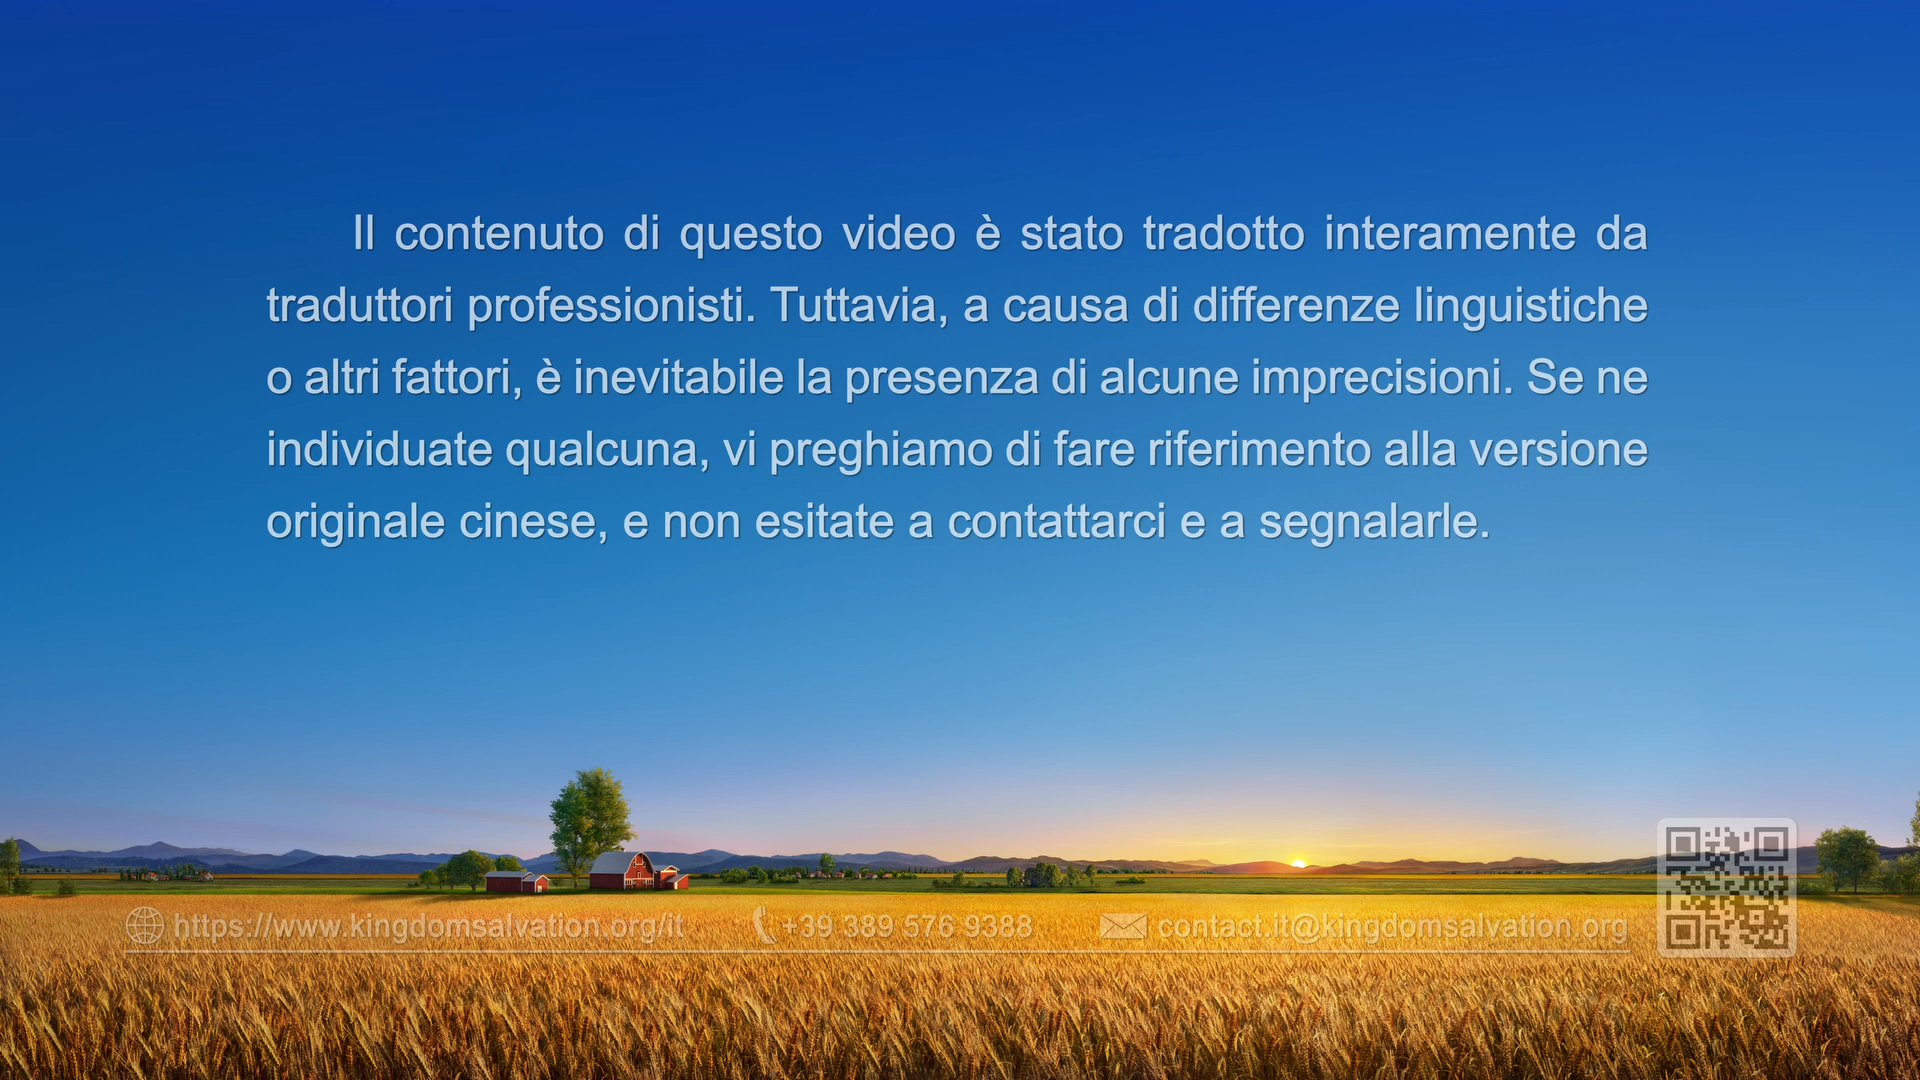 Il contenuto di questo video è stato tradotto interamente da
traduttori professionisti. Tuttavia, a causa di differenze linguistiche
o altri fattori, è inevitabile la presenza di alcune imprecisioni. Se ne
individuate qualcuna, vi preghiamo di fare riferimento alla versione
originale cinese, e non esitate a contattarci e a segnalarle.
https://www.kingdomsalvation.org/it +39 389 576 9388 contact.it@kingdomsalvation.org